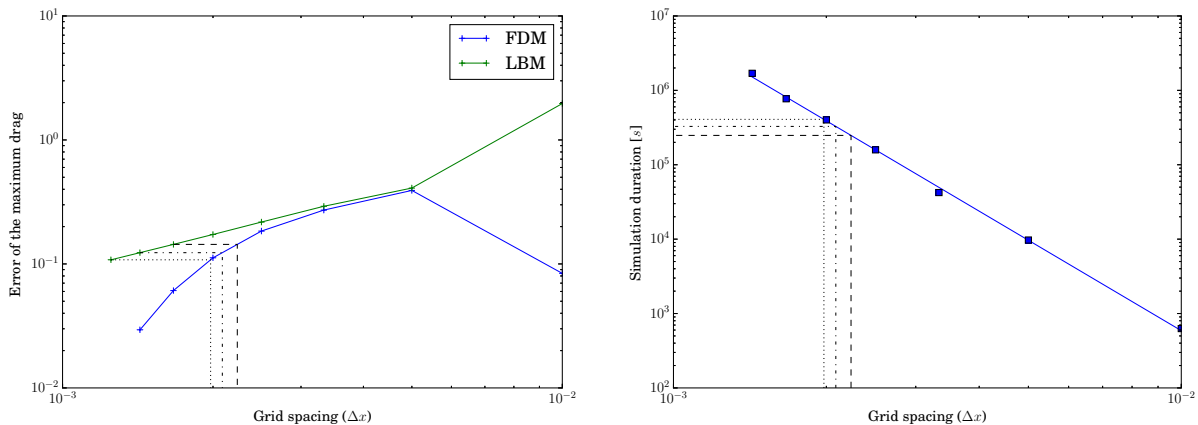 10^1
10^0
10^{-1}
10^{-2}
Error of the maximum drag
FDM
LBM
10^{-3}
10^{-2}
Grid spacing (Δx)
10^7
10^6
10^5
10^4
10^3
10^2
Simulation duration [s]
10^{-3}
10^{-2}
Grid spacing (Δx)